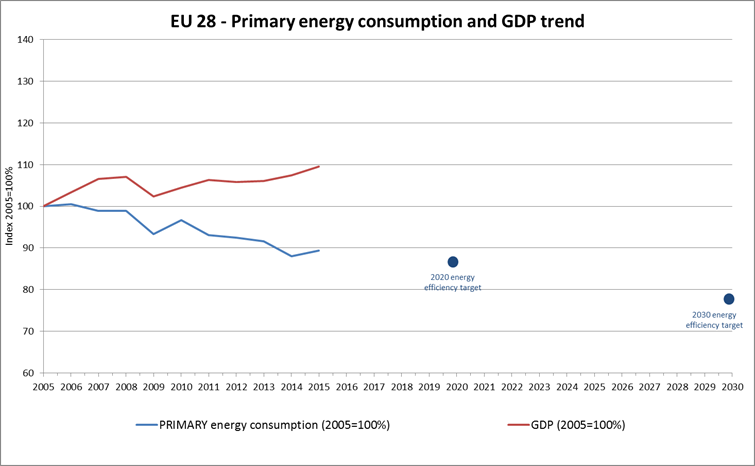 EU 28 - Primary energy consumption and GDP trend
140
130
120
110
100
90
80
70
60
Index 2005=100%
2020 energy
efficiency target
2030 energy
efficiency target
2005 2006 2007 2008 2009 2010 2011 2012 2013 2014 2015 2016 2017 2018 2019 2020 2021 2022 2023 2024 2025 2026 2027 2028 2029 2030
PRIMARY energy consumption (2005=100%) GDP (2005=100%)